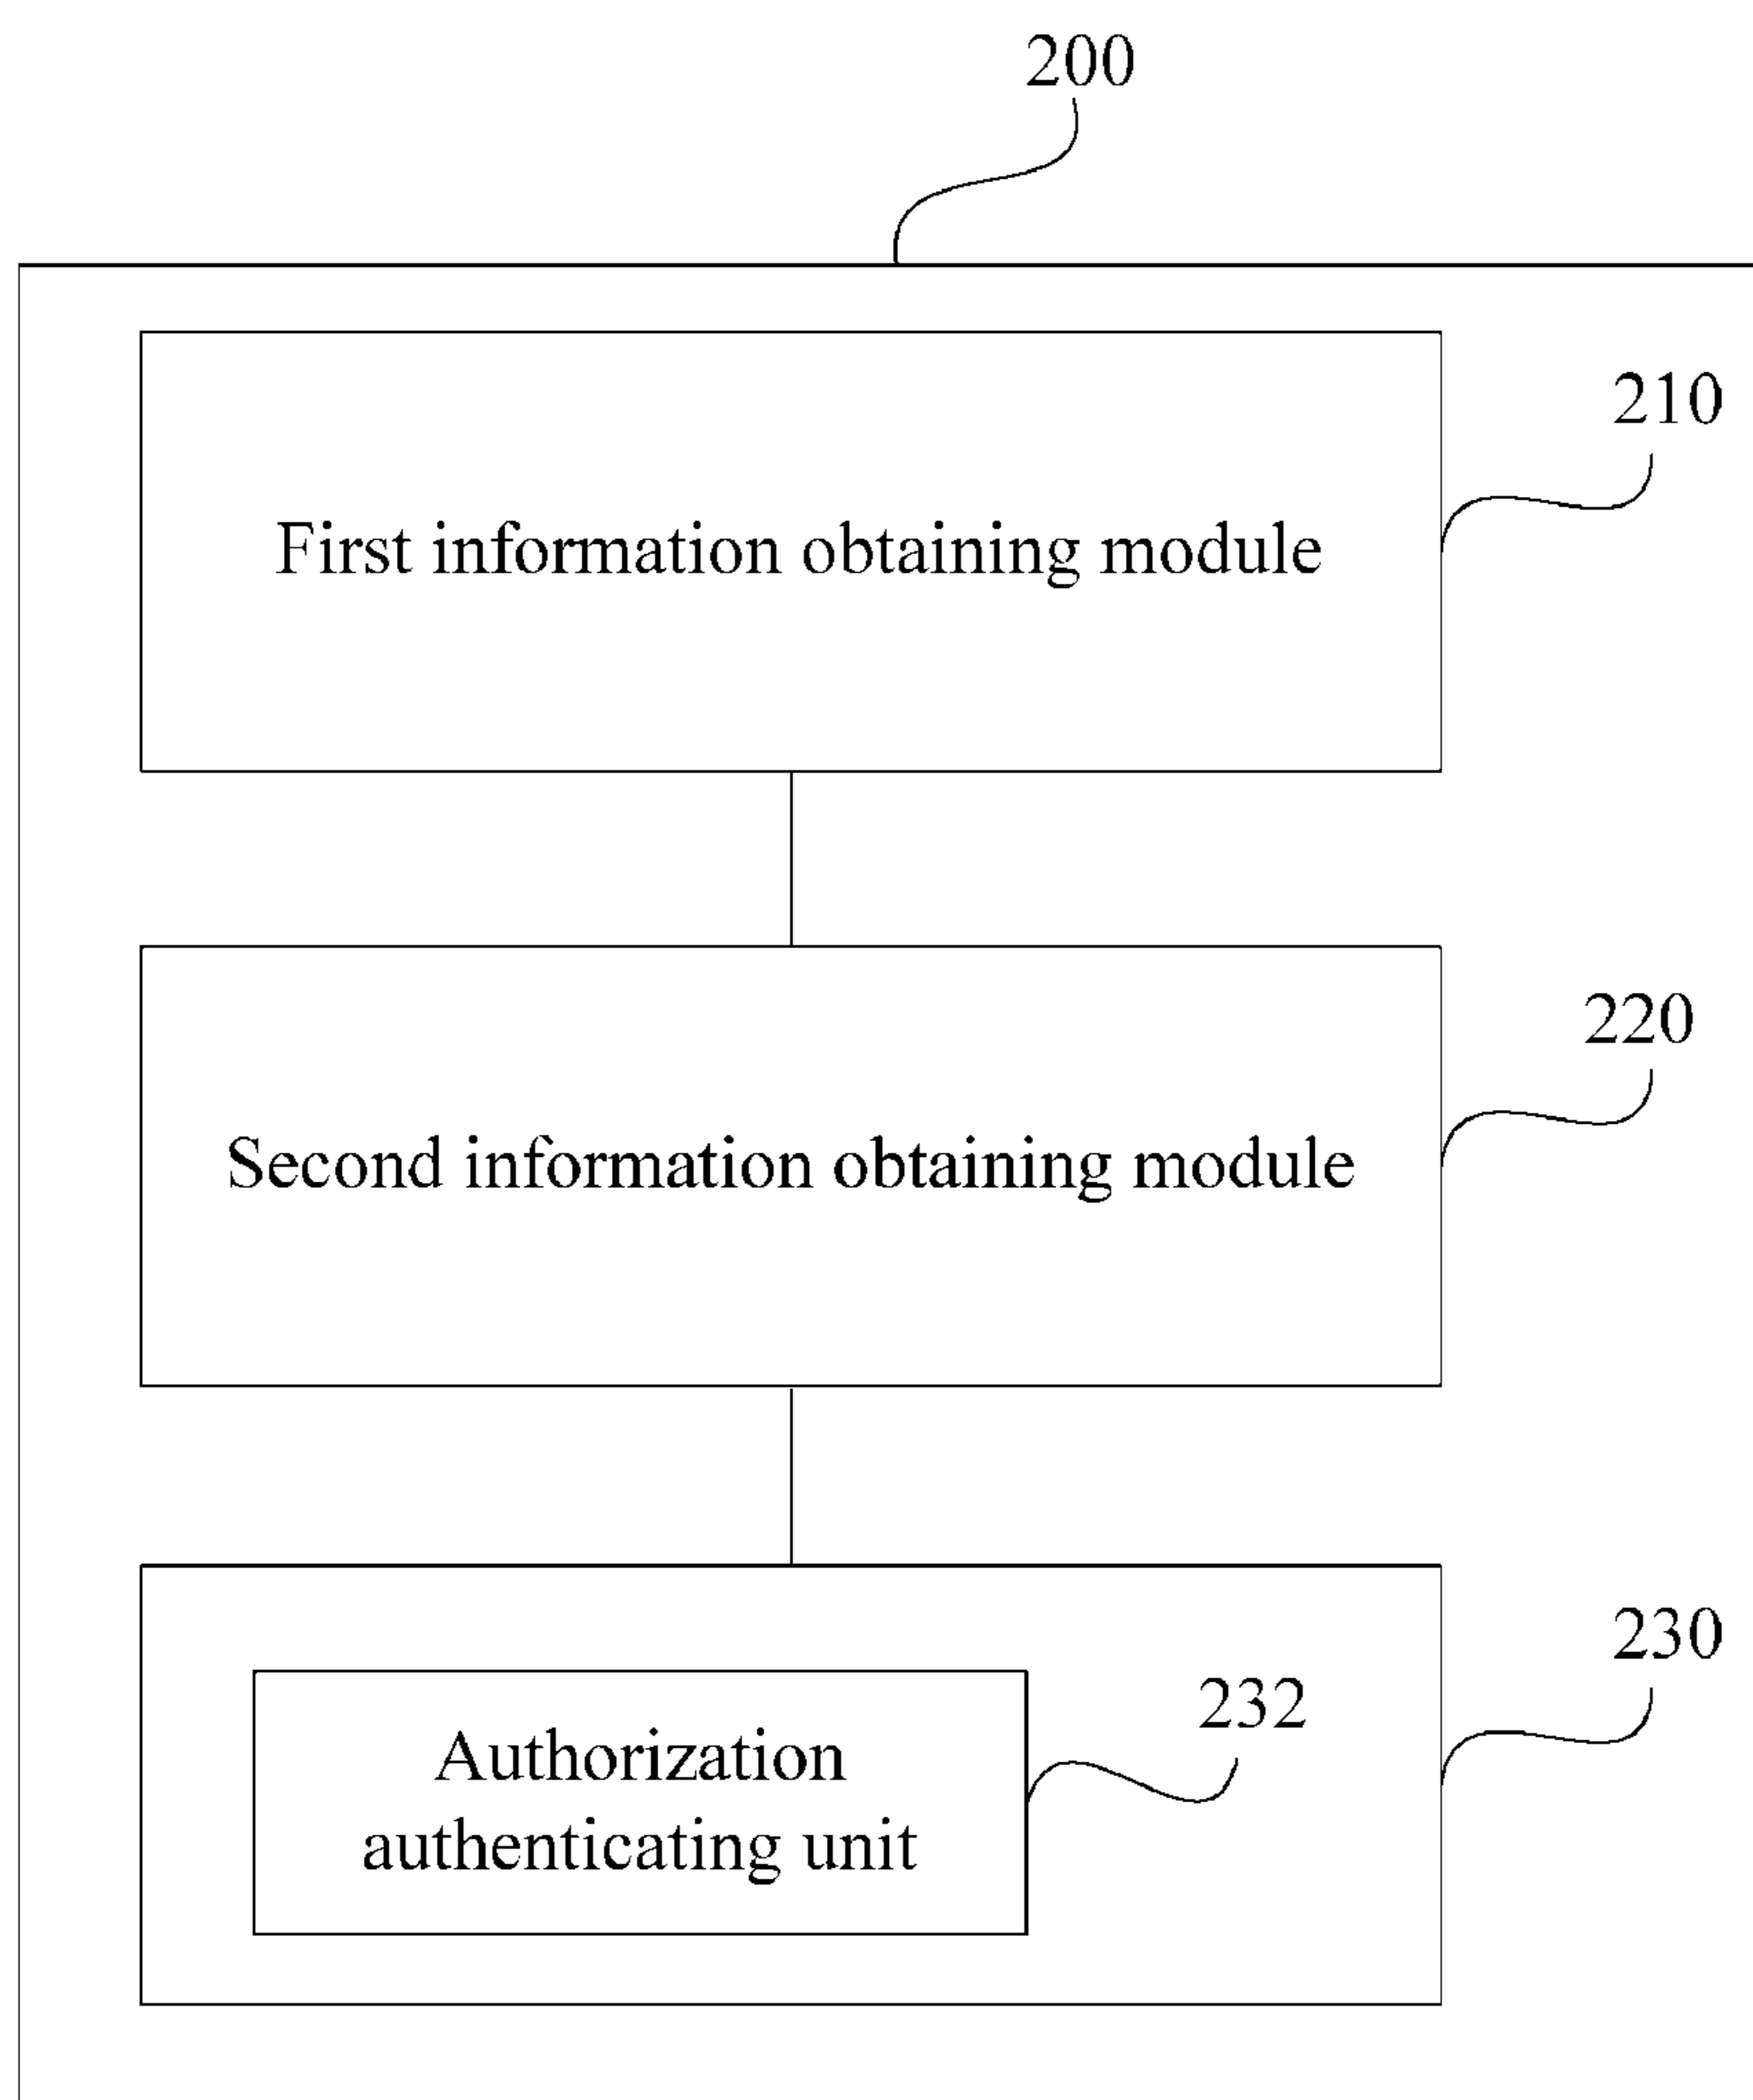 200
210
First information obtaining module
220
Second information obtaining module
230
232
Authorization
authenticating unit